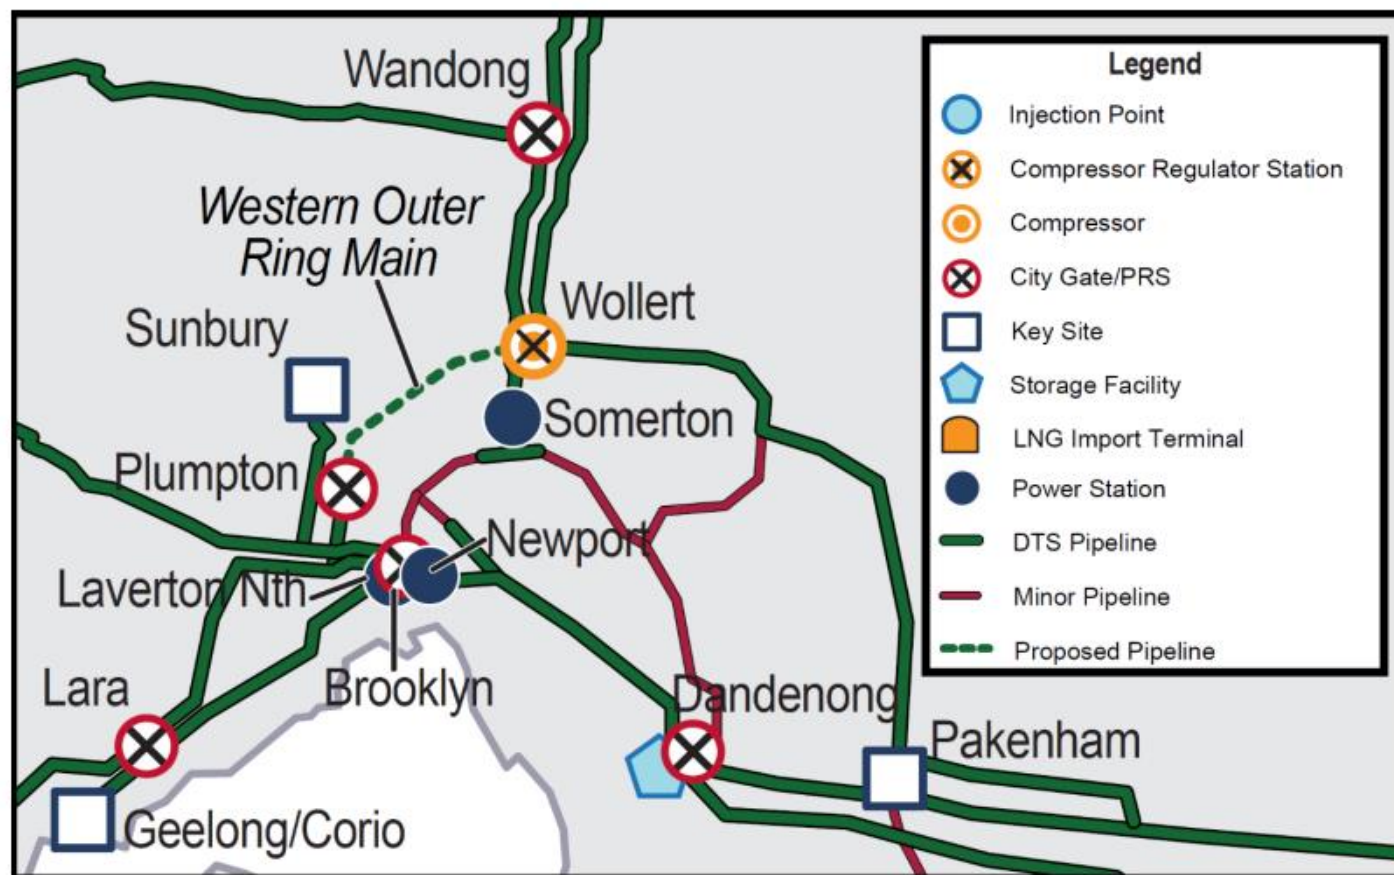 Wandong
Western Outer
Ring Main
Sunbury
Wollert
Somerton
Plumpton
Newport
Laverton Nth
Lara
Brooklyn
Dandenong
Pakenham
Geelong/Corio
Legend
Injection Point
Compressor Regulator Station
Compressor
City Gate/PRS
Key Site
Storage Facility
LNG Import Terminal
Power Station
DTS Pipeline
Minor Pipeline
Proposed Pipeline